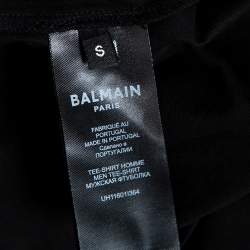 S
BALMAIN
PARIS
FABRIQUÉ AU
PORTUGAL
MADE IN PORTUGAL
Сделано в
ПОРТУГАЛИИ
TEE-SHIRT HOMME
MEN TEE-SHIRT
МУЖСКАЯ ФУТБОЛКА
UH11601I364